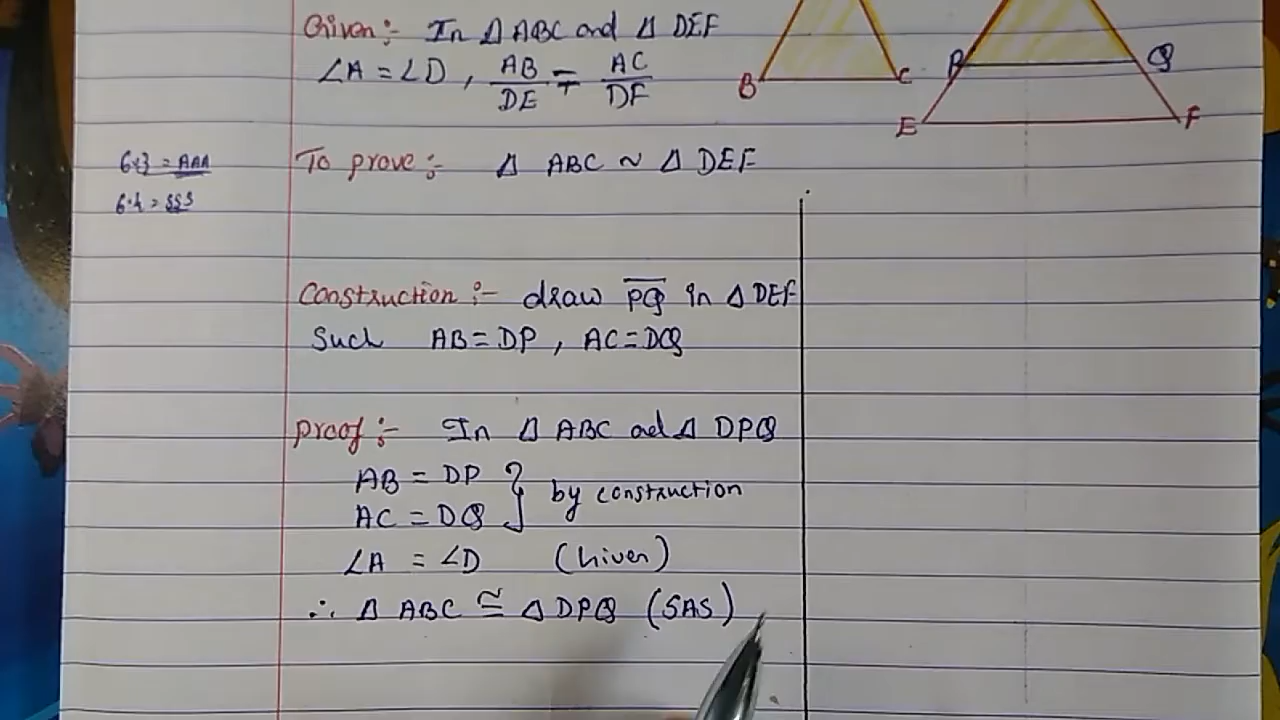 Given:- In Δ ABC and Δ DEF
∠A = ∠D , AB/DE = AC/DF
B C P Q
E F
6.3 = AAA
6.4 = SSS
To prove:- Δ ABC ~ Δ DEF
Construction :- draw P̅Q̅ in Δ DEF
Such AB = DP , AC = DQ
Proof :- In Δ ABC ad Δ DPQ
AB = DP } by construction
AC = DQ
∠A = ∠D (Given)
∴ Δ ABC ≅ Δ DPQ (SAS)